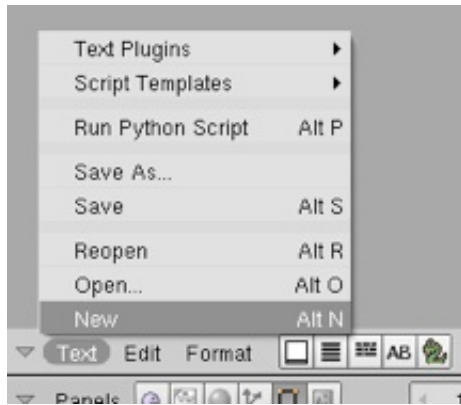 Text Plugins
Script Templates
Run Python Script Alt P
Save As...
Save Alt S
Reopen Alt R
Open... Alt O
New Alt N
Text Edit Format AB
Panels